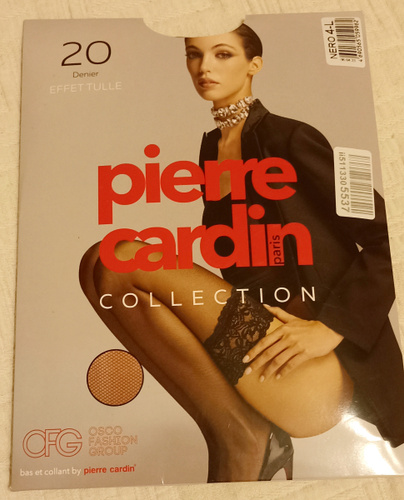 20
Denier
EFFET TULLE
NERO 4-L
pierre
cardin
paris
COLLECTION
ii5113305537
OFG
OSCO
FASHION
GROUP
bas et collant by pierre cardin®